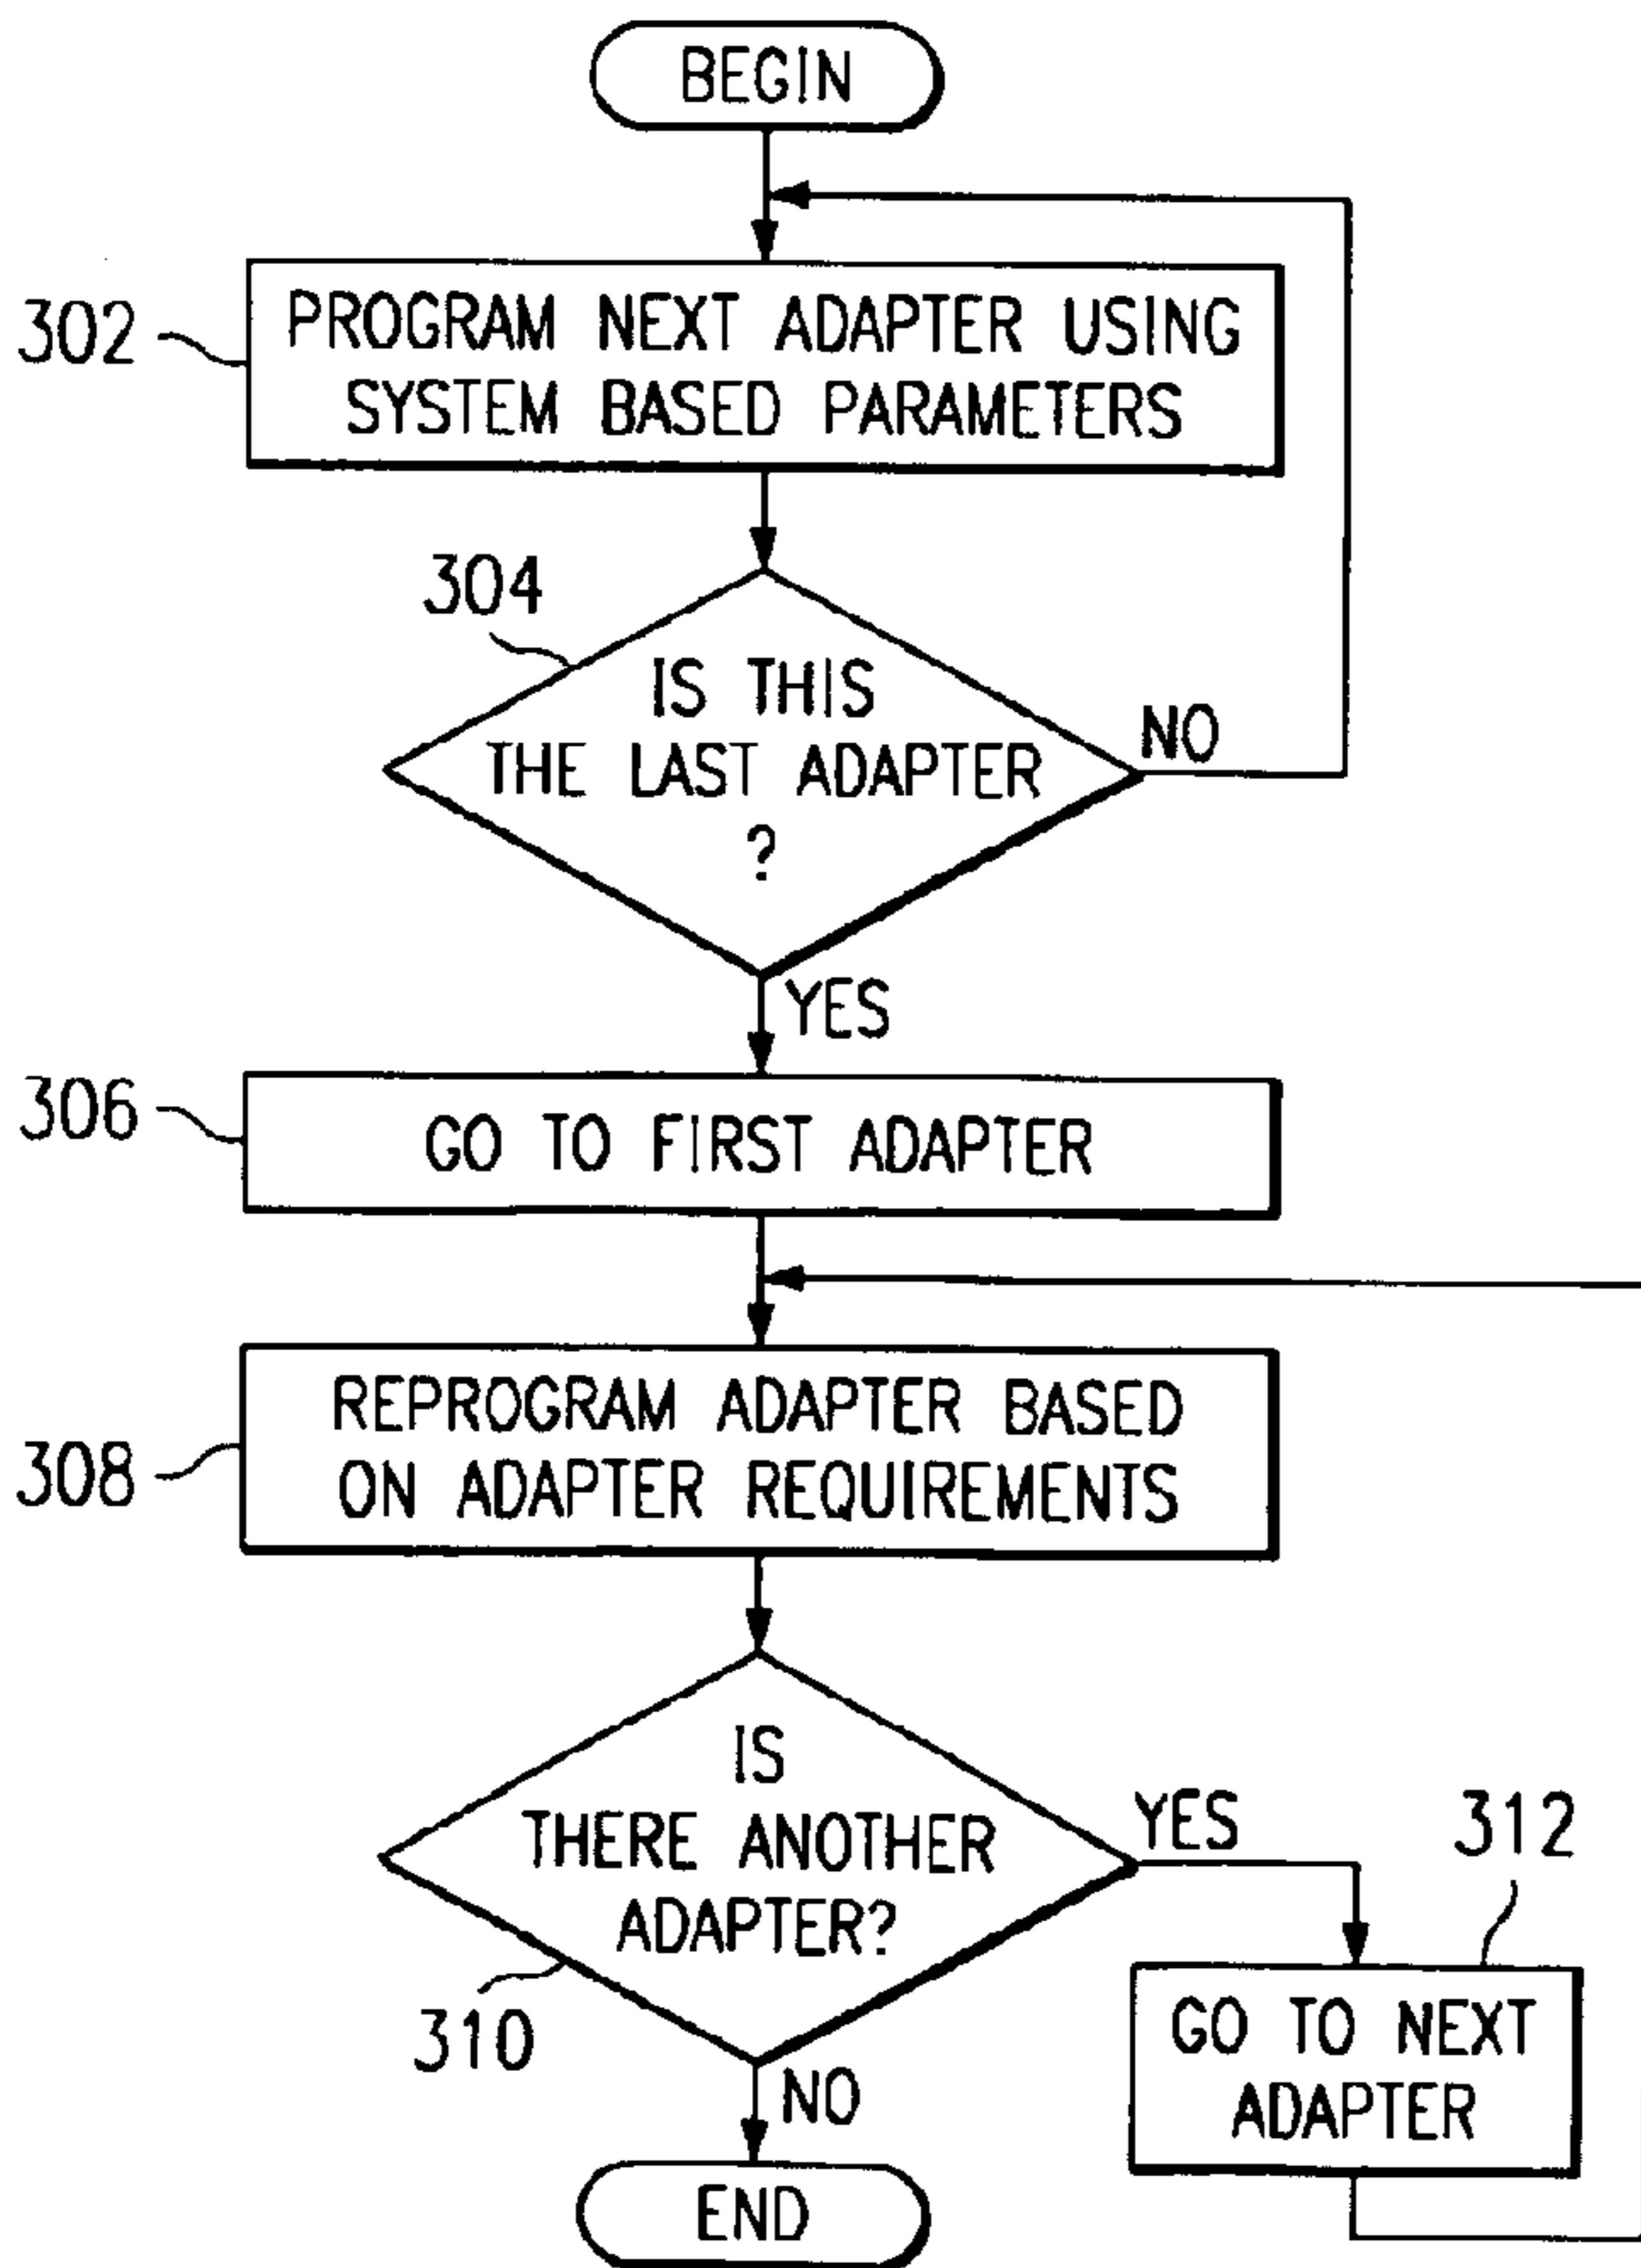 BEGIN
302
PROGRAM NEXT ADAPTER USING
SYSTEM BASED PARAMETERS
304
IS THIS
THE LAST ADAPTER
?
NO
YES
306
GO TO FIRST ADAPTER
308
REPROGRAM ADAPTER BASED
ON ADAPTER REQUIREMENTS
IS
THERE ANOTHER
ADAPTER?
YES
312
310
GO TO NEXT
ADAPTER
NO
END